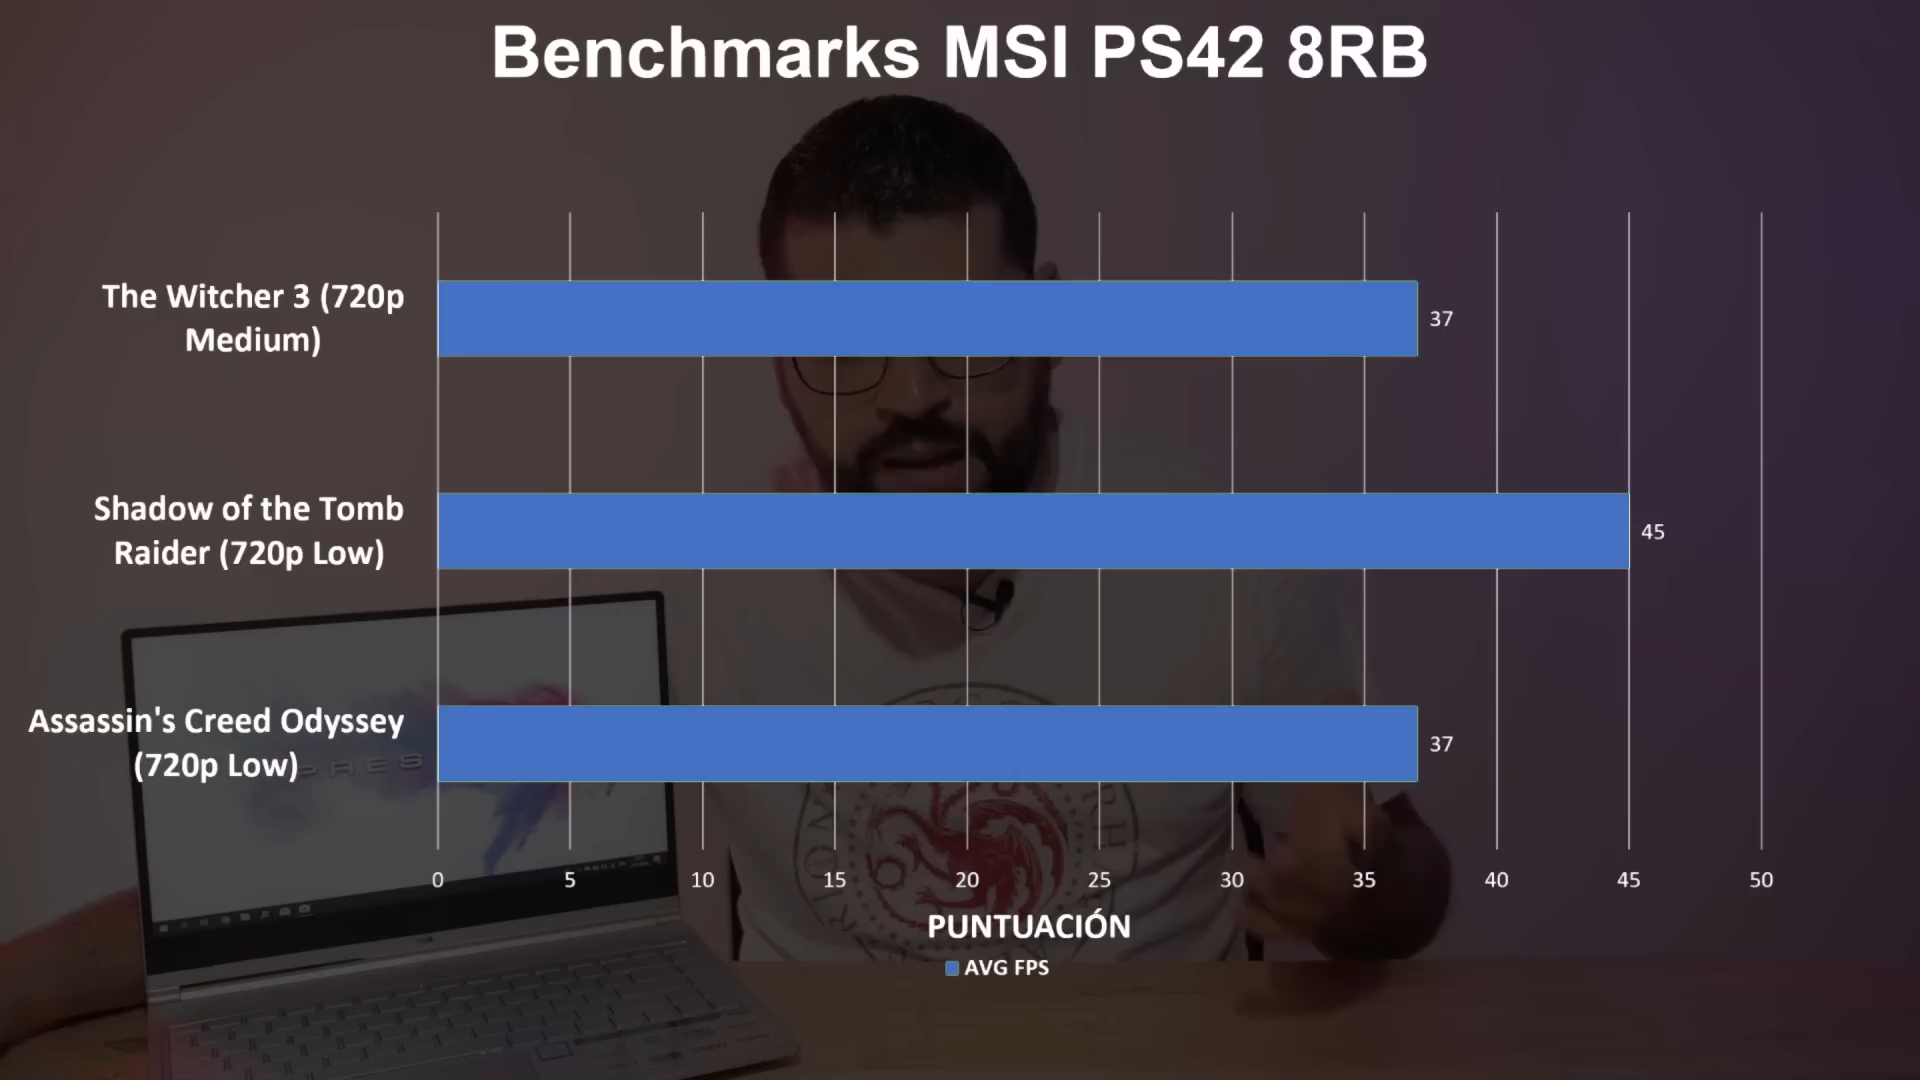 Benchmarks MSI PS42 8RB
The Witcher 3 (720p
Medium)
37
Shadow of the Tomb
Raider (720p Low)
45
Assassin's Creed Odyssey
(720p Low)
37
0 5 10 15 20 25 30 35 40 45 50
PUNTUACIÓN
AVG FPS